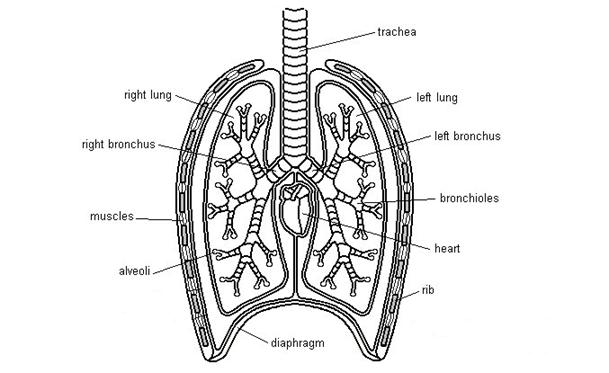 trachea
right lung
left lung
right bronchus
left bronchus
bronchioles
muscles
heart
alveoli
rib
diaphragm